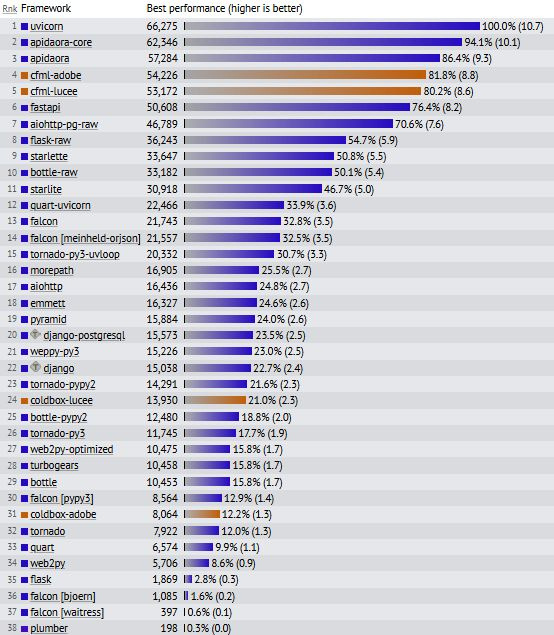 Rnk Framework Best performance (higher is better)
1 uvicorn 66,275 100.0% (10.7)
2 apidaora-core 62,346 94.1% (10.1)
3 apidaora 57,284 86.4% (9.3)
4 cfml-adobe 54,226 81.8% (8.8)
5 cfml-lucee 53,172 80.2% (8.6)
6 fastapi 50,608 76.4% (8.2)
7 aiohttp-pg-raw 46,789 70.6% (7.6)
8 flask-raw 36,243 54.7% (5.9)
9 starlette 33,647 50.8% (5.5)
10 bottle-raw 33,182 50.1% (5.4)
11 starlite 30,918 46.7% (5.0)
12 quart-uvicorn 22,466 33.9% (3.6)
13 falcon 21,743 32.8% (3.5)
14 falcon [meinheld-orjson] 21,557 32.5% (3.5)
15 tornado-py3-uvloop 20,332 30.7% (3.3)
16 morepath 16,905 25.5% (2.7)
17 aiohttp 16,436 24.8% (2.7)
18 emmett 16,327 24.6% (2.6)
19 pyramid 15,884 24.0% (2.6)
20 django-postgresql 15,573 23.5% (2.5)
21 weppy-py3 15,226 23.0% (2.5)
22 django 15,038 22.7% (2.4)
23 tornado-pypy2 14,291 21.6% (2.3)
24 coldbox-lucee 13,930 21.0% (2.3)
25 bottle-pypy2 12,480 18.8% (2.0)
26 tornado-py3 11,745 17.7% (1.9)
27 web2py-optimized 10,475 15.8% (1.7)
28 turbogears 10,458 15.8% (1.7)
29 bottle 10,453 15.8% (1.7)
30 falcon [pypy3] 8,564 12.9% (1.4)
31 coldbox-adobe 8,064 12.2% (1.3)
32 tornado 7,922 12.0% (1.3)
33 quart 6,574 9.9% (1.1)
34 web2py 5,706 8.6% (0.9)
35 flask 1,869 2.8% (0.3)
36 falcon [bjoern] 1,085 1.6% (0.2)
37 falcon [waitress] 397 0.6% (0.1)
38 plumber 198 0.3% (0.0)